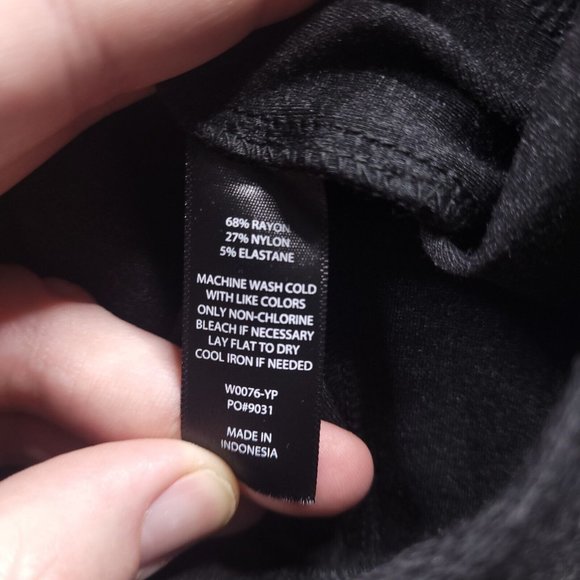 68% RAYON
27% NYLON
5% ELASTANE
MACHINE WASH COLD
WITH LIKE COLORS
ONLY NON-CHLORINE
BLEACH IF NECESSARY
LAY FLAT TO DRY
COOL IRON IF NEEDED
W0076-YP
PO#9031
MADE IN
INDONESIA